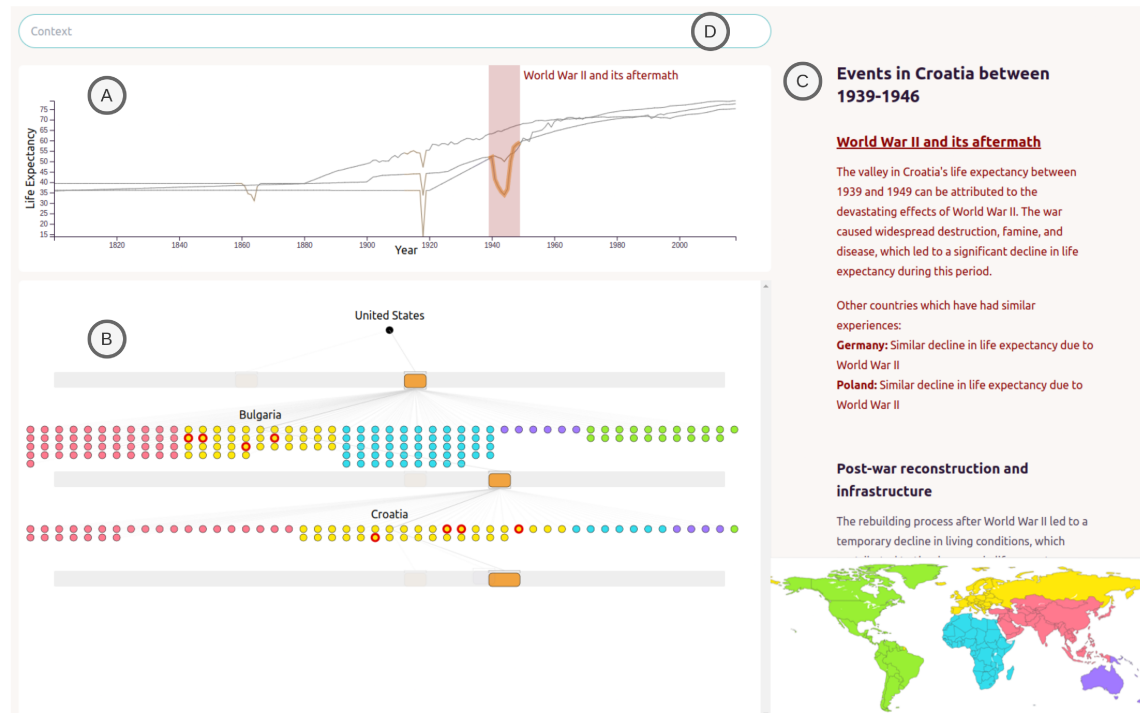 Context
D
A
World War II and its aftermath
Life Expectancy
75
70
65
60
55
50
45
40
35
30
25
20
15
1820
1840
1860
1880
1900
1920
1940
1960
1980
2000
Year
B
United States
Bulgaria
Croatia
C
Events in Croatia between
1939-1946
World War II and its aftermath
The valley in Croatia's life expectancy between
1939 and 1949 can be attributed to the
devastating effects of World War II. The war
caused widespread destruction, famine, and
disease, which led to a significant decline in life
expectancy during this period.
Other countries which have had similar
experiences:
Germany: Similar decline in life expectancy due to
World War II
Poland: Similar decline in life expectancy due to
World War II
Post-war reconstruction and
infrastructure
The rebuilding process after World War II led to a
temporary decline in living conditions, which